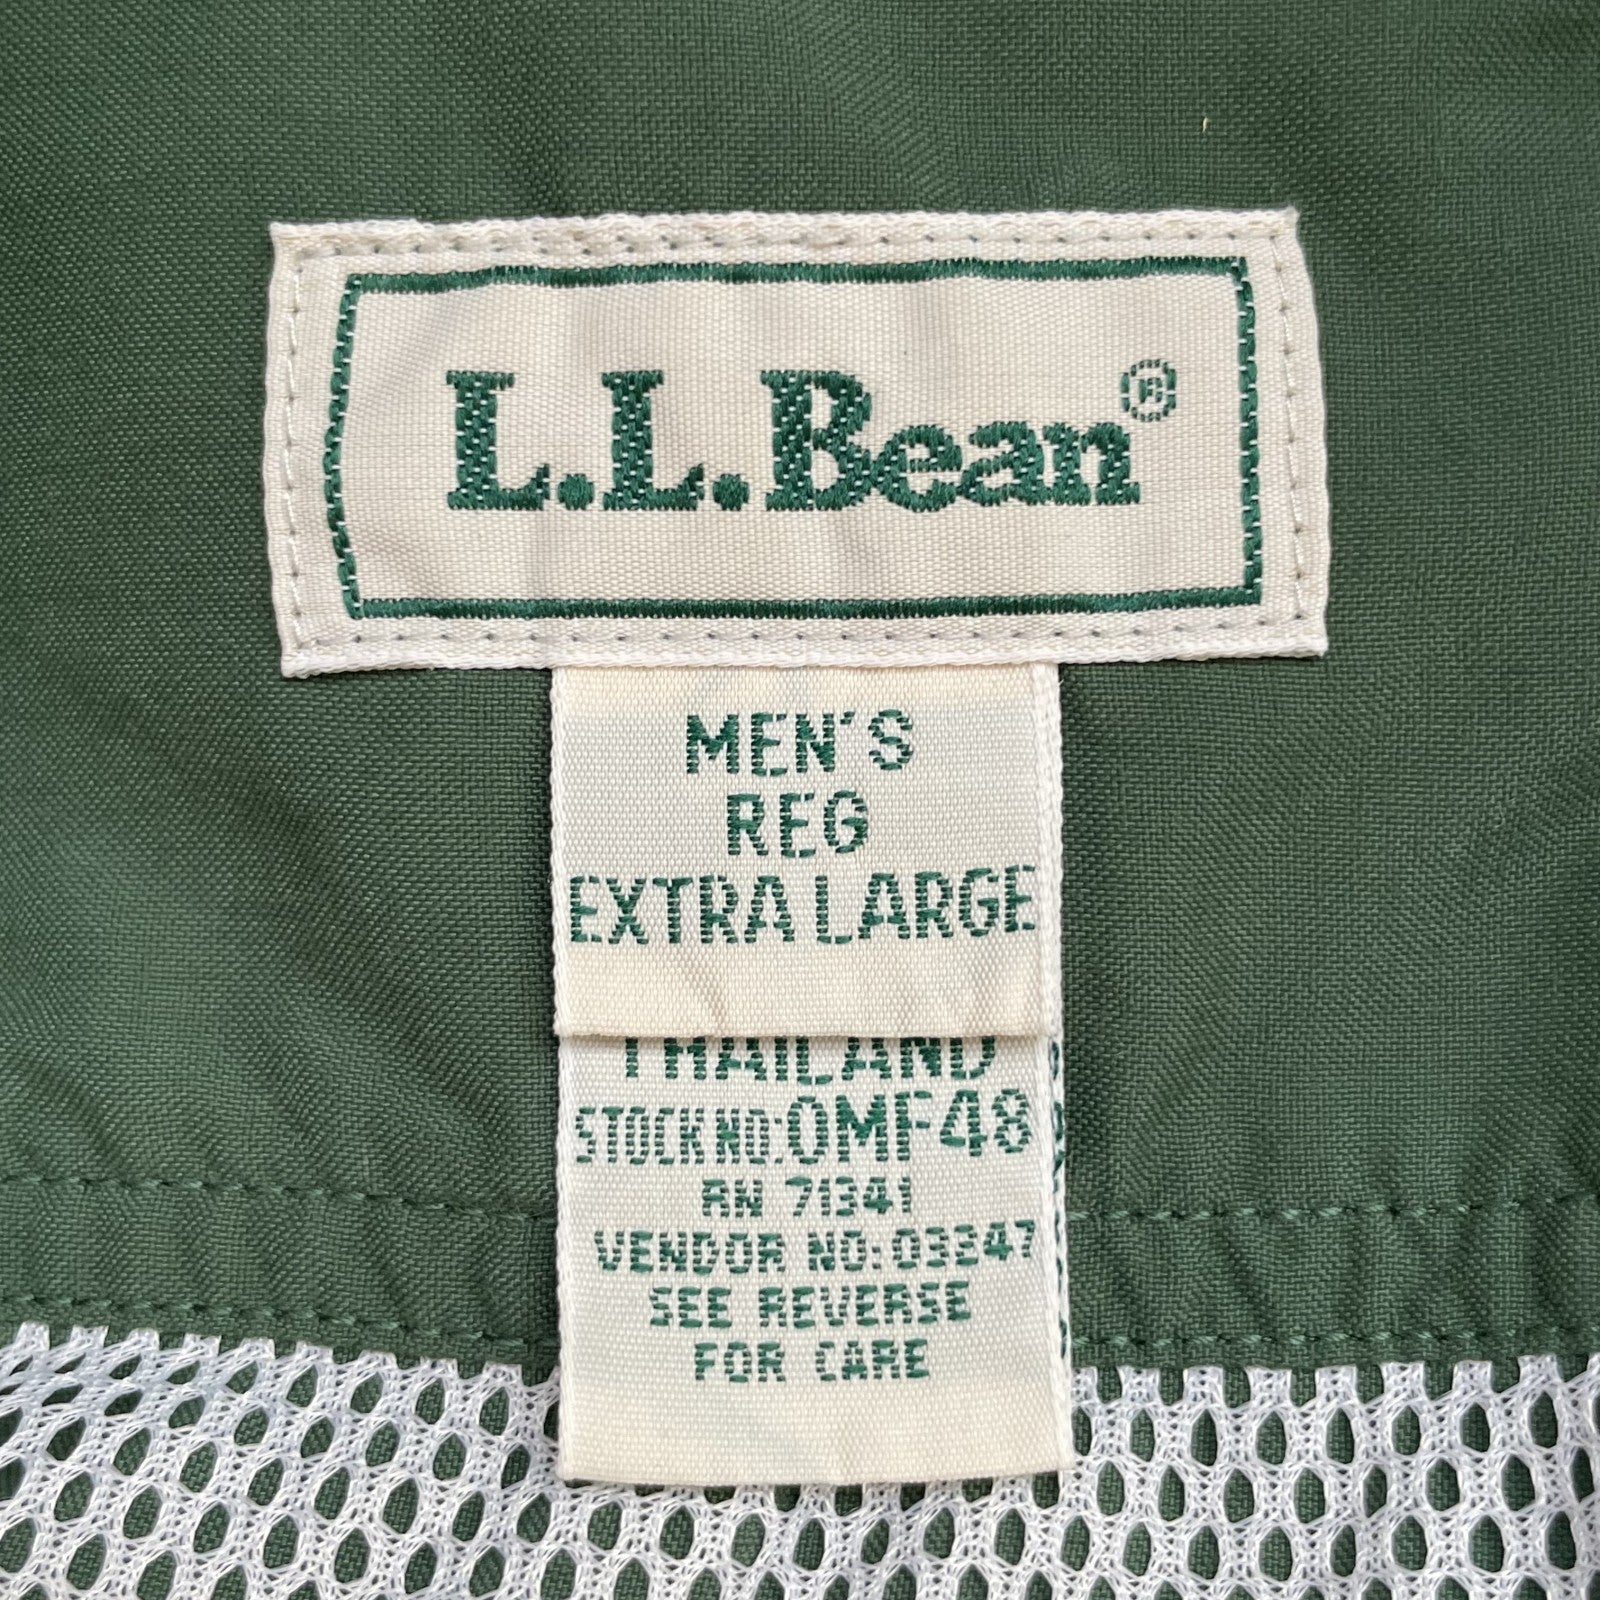 L.L.Bean®
MEN'S
REG
EXTRA LARGE
THAILAND
STOCK NO: 0MF48
RN 71341
VENDOR NO: 03347
SEE REVERSE
FOR CARE